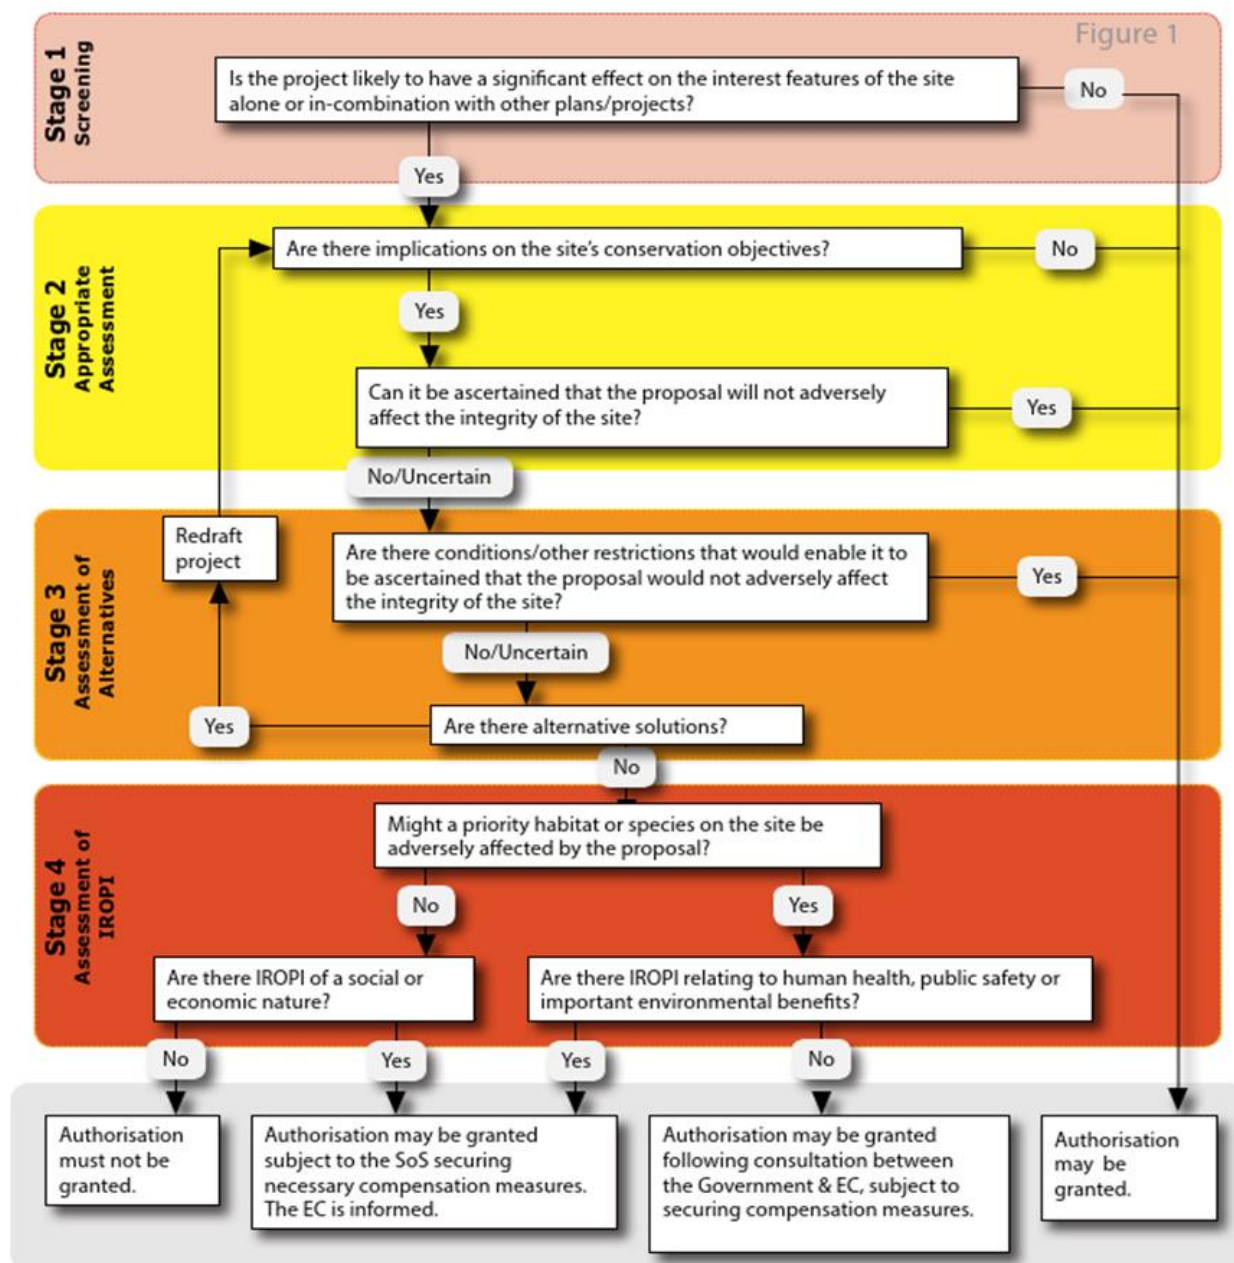 Figure 1
Stage 1
Screening
Is the project likely to have a significant effect on the interest features of the site
alone or in-combination with other plans/projects?
No
Yes
Stage 2
Appropriate
Assessment
Are there implications on the site's conservation objectives?
No
Yes
Can it be ascertained that the proposal will not adversely
affect the integrity of the site?
Yes
No/Uncertain
Stage 3
Assessment of
Alternatives
Redraft
project
Are there conditions/other restrictions that would enable it to
be ascertained that the proposal would not adversely affect
the integrity of the site?
Yes
No/Uncertain
Are there alternative solutions?
Yes
No
Stage 4
Assessment of
IROPI
Might a priority habitat or species on the site be
adversely affected by the proposal?
No
Yes
Are there IROPI of a social or
economic nature?
Are there IROPI relating to human health, public safety or
important environmental benefits?
No
Yes
Yes
No
Authorisation
must not be
granted.
Authorisation may be granted
subject to the SoS securing
necessary compensation measures.
The EC is informed.
Authorisation may be granted
following consultation between
the Government & EC, subject to
securing compensation measures.
Authorisation
may be
granted.